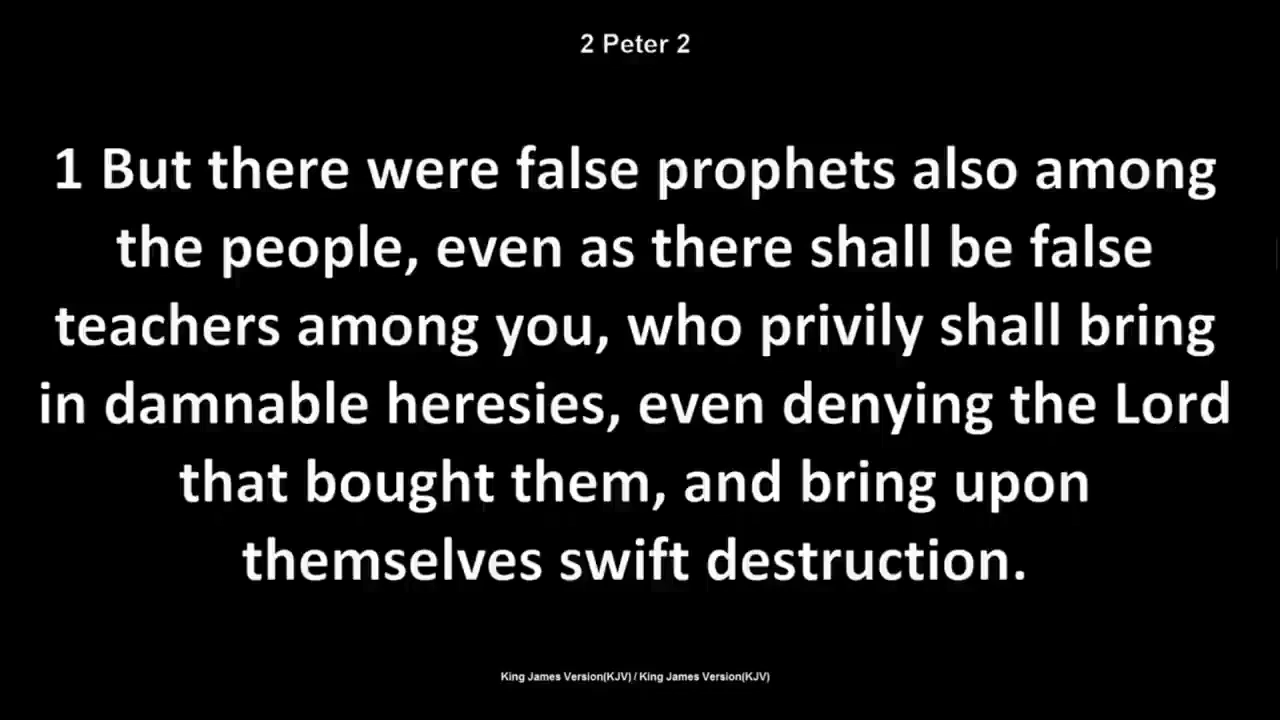 2 Peter 2
1 But there were false prophets also among
the people, even as there shall be false
teachers among you, who privily shall bring
in damnable heresies, even denying the Lord
that bought them, and bring upon
themselves swift destruction.
King James Version(KJV) / King James Version(KJV)